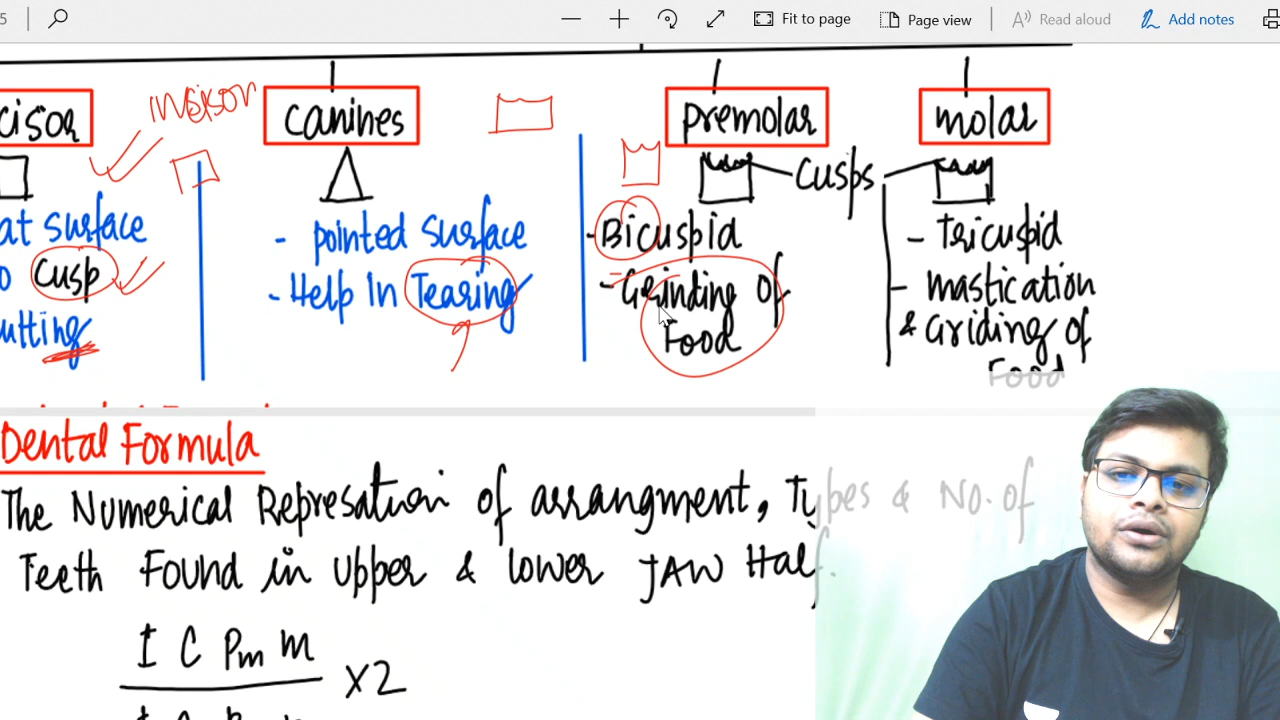 5 Fit to page Page view Read aloud Add notes
cisor incison canines premolar molar
Cusps
at surface - pointed surface - Bicuspid - Tricuspid
o Cusp - Help in Tearing - Grinding of - mastication
utting Food & Griding of
Food
Dental Formula
The Numerical Represation of arrangment, Types & No. of
Teeth Found in upper & lower JAW Half.
I C Pm m
X2